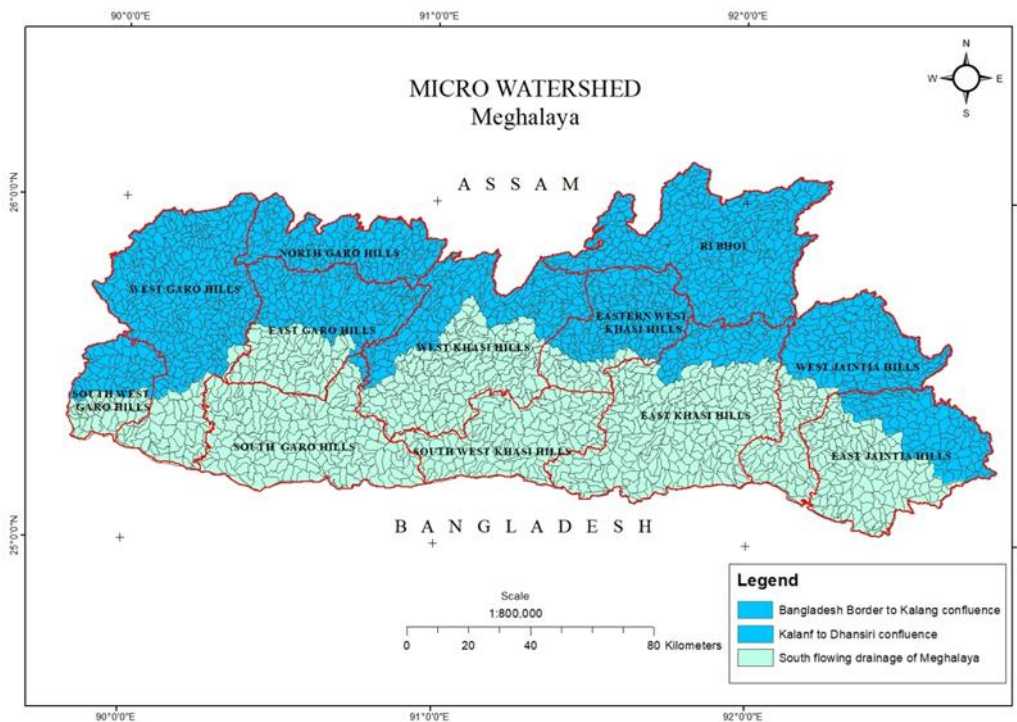 90°0'0"E 91°0'0"E 92°0'0"E
MICRO WATERSHED
Meghalaya
N
W E
S
26°0'0"N
A S S A M
RI BHOI
NORTH GARO HILLS
WEST GARO HILLS
EASTERN WEST
KHASI HILLS
EAST GARO HILLS
WEST KHASI HILLS
WEST JAINTIA HILLS
SOUTH WEST
GARO HILLS
EAST KHASI HILLS
SOUTH GARO HILLS
SOUTH WEST KHASI HILLS
EAST JAINTIA HILLS
25°0'0"N
B A N G L A D E S H
Legend
Bangladesh Border to Kalang confluence
Kalanf to Dhansiri confluence
South flowing drainage of Meghalaya
Scale
1:800,000
0 20 40 80 Kilometers
90°0'0"E 91°0'0"E 92°0'0"E